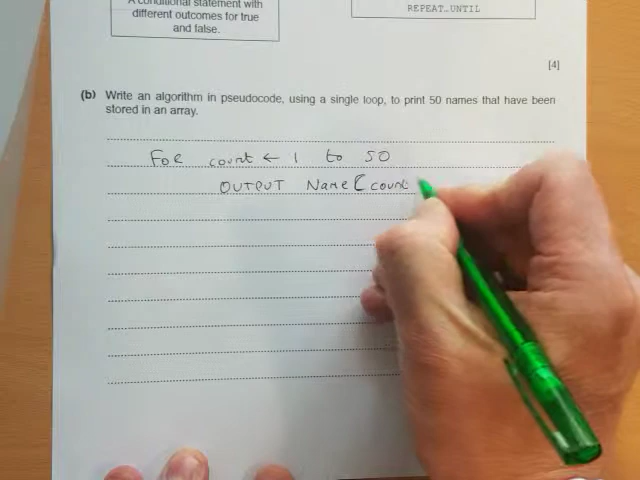 A conditional statement with
different outcomes for true
and false.
REPEAT...UNTIL
[4]
(b) Write an algorithm in pseudocode, using a single loop, to print 50 names that have been
stored in an array.
For count ← 1 to 50
OUTPUT Name[count